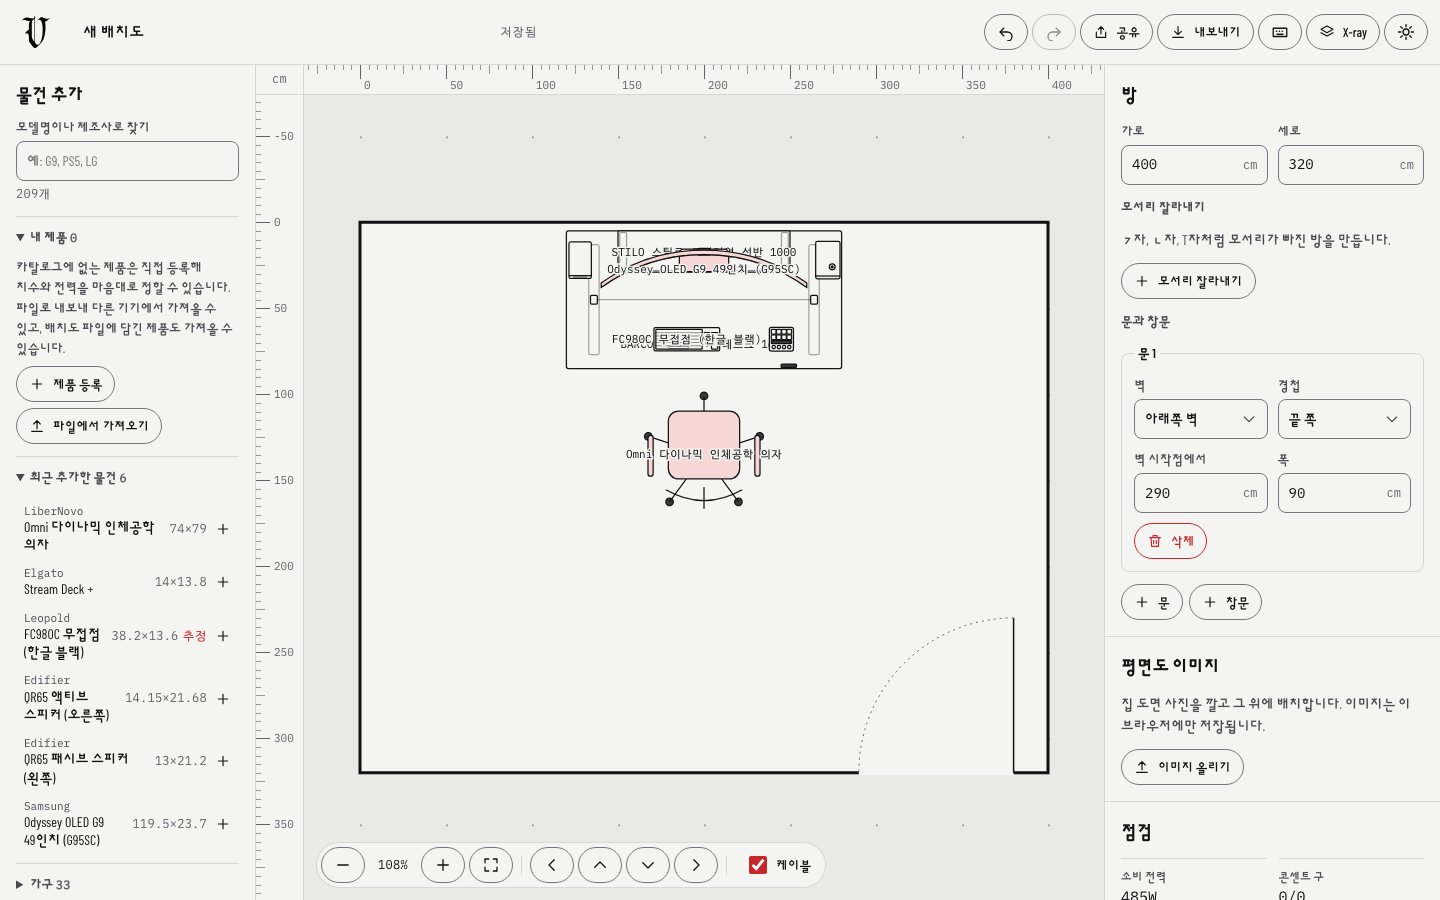 새 배치도
저장됨
공유
내보내기
X-ray
물건 추가
모델명이나 제조사로 찾기
예: G9, PS5, LG
209개
▼ 내 제품 0
카탈로그에 없는 제품은 직접 등록해
치수와 전력을 마음대로 정할 수 있습니다.
파일로 내보내 다른 기기에서 가져올 수
있고, 배치도 파일에 담긴 제품도 가져올 수
있습니다.
+ 제품 등록
파일에서 가져오기
▼ 최근 추가한 물건 6
LiberNovo
Omni 다이나믹 인체공학
의자
74×79 +
Elgato
Stream Deck +
14×13.8 +
Leopold
FC980C 무접점
(한글 블랙)
38.2×13.6 추정 +
Edifier
QR65 액티브
스피커 (오른쪽)
14.15×21.68 +
Edifier
QR65 패시브 스피커
(왼쪽)
13×21.2 +
Samsung
Odyssey OLED G9
49인치 (G95SC)
119.5×23.7 +
▶ 가구 33
cm
0 50 100 150 200 250 300 350 400
-50
0
50
100
150
200
250
300
350
STILO 선반 1000
Odyssey OLED G9 49인치 (G95SC)
FC980C 무접점 (한글 블랙)
Omni 다이나믹 인체공학 의자
108%
케이블
방
가로
세로
400 cm
320 cm
모서리 잘라내기
ㄱ자, ㄴ자, T자처럼 모서리가 빠진 방을 만듭니다.
+ 모서리 잘라내기
문과 창문
문 1
벽
경첩
아래쪽 벽
끝 쪽
벽 시작점에서
폭
290 cm
90 cm
삭제
+ 문
+ 창문
평면도 이미지
집 도면 사진을 깔고 그 위에 배치합니다. 이미지는 이
브라우저에만 저장됩니다.
이미지 올리기
점검
소비 전력
콘센트 구
485W
0/0